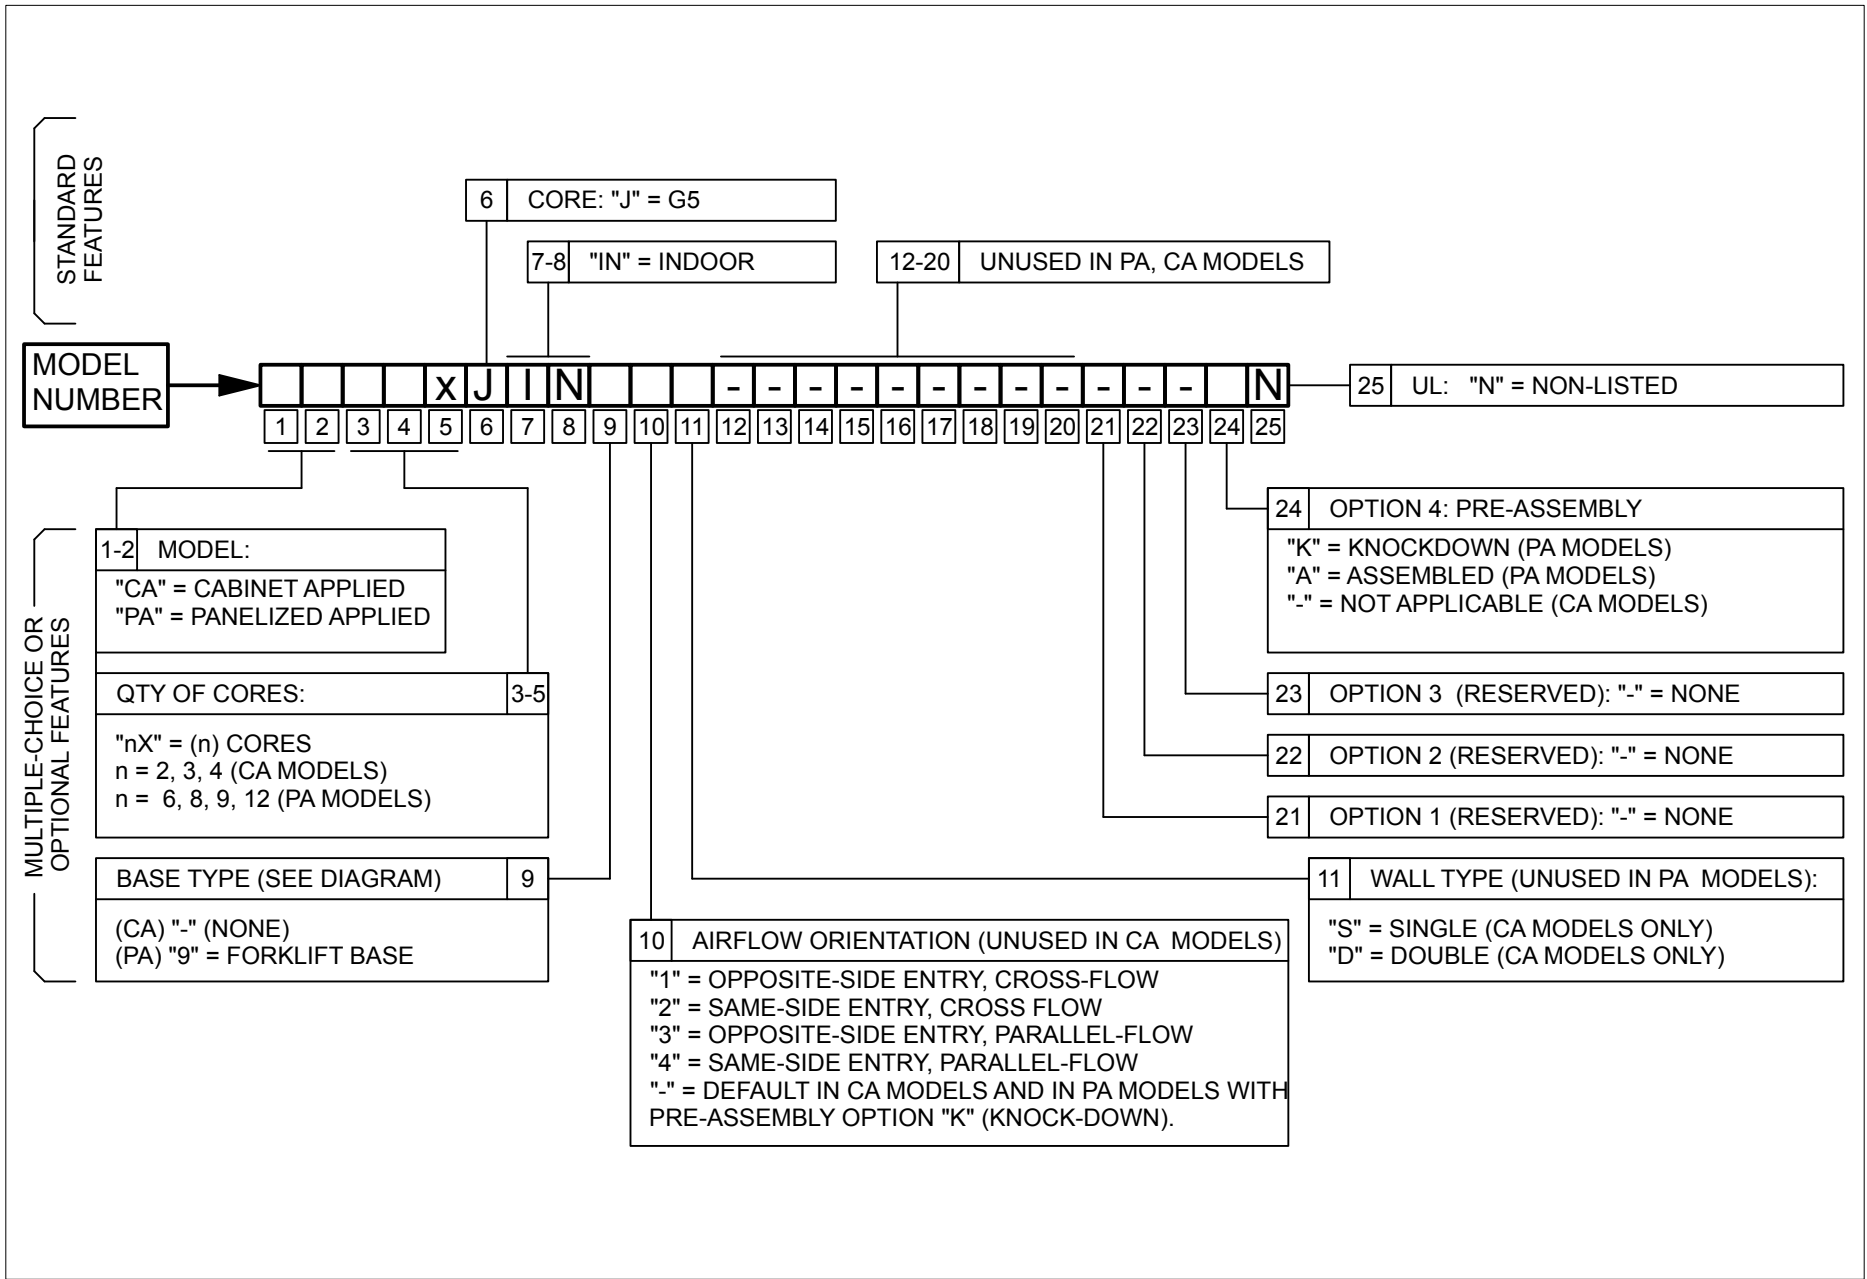 STANDARD
FEATURES
6 CORE: "J" = G5
7-8 "IN" = INDOOR
12-20 UNUSED IN PA, CA MODELS
MODEL
NUMBER
x J I N - - - - - - - - - - - - N
25 UL: "N" = NON-LISTED
1 2 3 4 5 6 7 8 9 10 11 12 13 14 15 16 17 18 19 20 21 22 23 24 25
MULTIPLE-CHOICE OR
OPTIONAL FEATURES
1-2 MODEL:
"CA" = CABINET APPLIED
"PA" = PANELIZED APPLIED
QTY OF CORES: 3-5
"nX" = (n) CORES
n = 2, 3, 4 (CA MODELS)
n = 6, 8, 9, 12 (PA MODELS)
BASE TYPE (SEE DIAGRAM) 9
(CA) "-" (NONE)
(PA) "9" = FORKLIFT BASE
10 AIRFLOW ORIENTATION (UNUSED IN CA MODELS)
"1" = OPPOSITE-SIDE ENTRY, CROSS-FLOW
"2" = SAME-SIDE ENTRY, CROSS FLOW
"3" = OPPOSITE-SIDE ENTRY, PARALLEL-FLOW
"4" = SAME-SIDE ENTRY, PARALLEL-FLOW
"-" = DEFAULT IN CA MODELS AND IN PA MODELS WITH
PRE-ASSEMBLY OPTION "K" (KNOCK-DOWN).
24 OPTION 4: PRE-ASSEMBLY
"K" = KNOCKDOWN (PA MODELS)
"A" = ASSEMBLED (PA MODELS)
"-" = NOT APPLICABLE (CA MODELS)
23 OPTION 3 (RESERVED): "-" = NONE
22 OPTION 2 (RESERVED): "-" = NONE
21 OPTION 1 (RESERVED): "-" = NONE
11 WALL TYPE (UNUSED IN PA MODELS):
"S" = SINGLE (CA MODELS ONLY)
"D" = DOUBLE (CA MODELS ONLY)